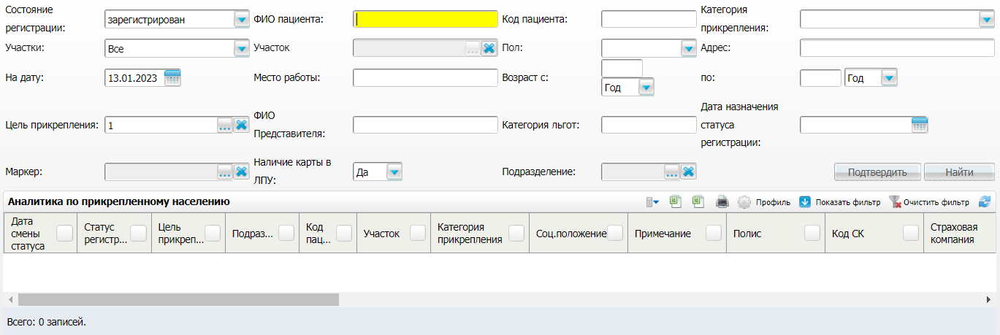 Состояние
регистрации:
зарегистрирован
ФИО пациента:
Код пациента:
Категория
прикрепления:
Участки:
Все
Участок
...
Пол:
Адрес:
На дату:
13.01.2023
Место работы:
Возраст с:
Год
по:
Год
Цель прикрепления:
1
...
ФИО
Представителя:
Категория льгот:
Дата назначения
статуса
регистрации:
Маркер:
...
Наличие карты в
ЛПУ:
Да
Подразделение:
...
Подтвердить
Найти
Аналитика по прикрепленному населению
Профиль
Показать фильтр
Очистить фильтр
Дата
смены
статуса
Статус
регистр...
Цель
прикреп...
Подраз...
Код
пац...
Участок
Категория
прикрепления
Соц.положение
Примечание
Полис
Код СК
Страховая
компания
Всего: 0 записей.